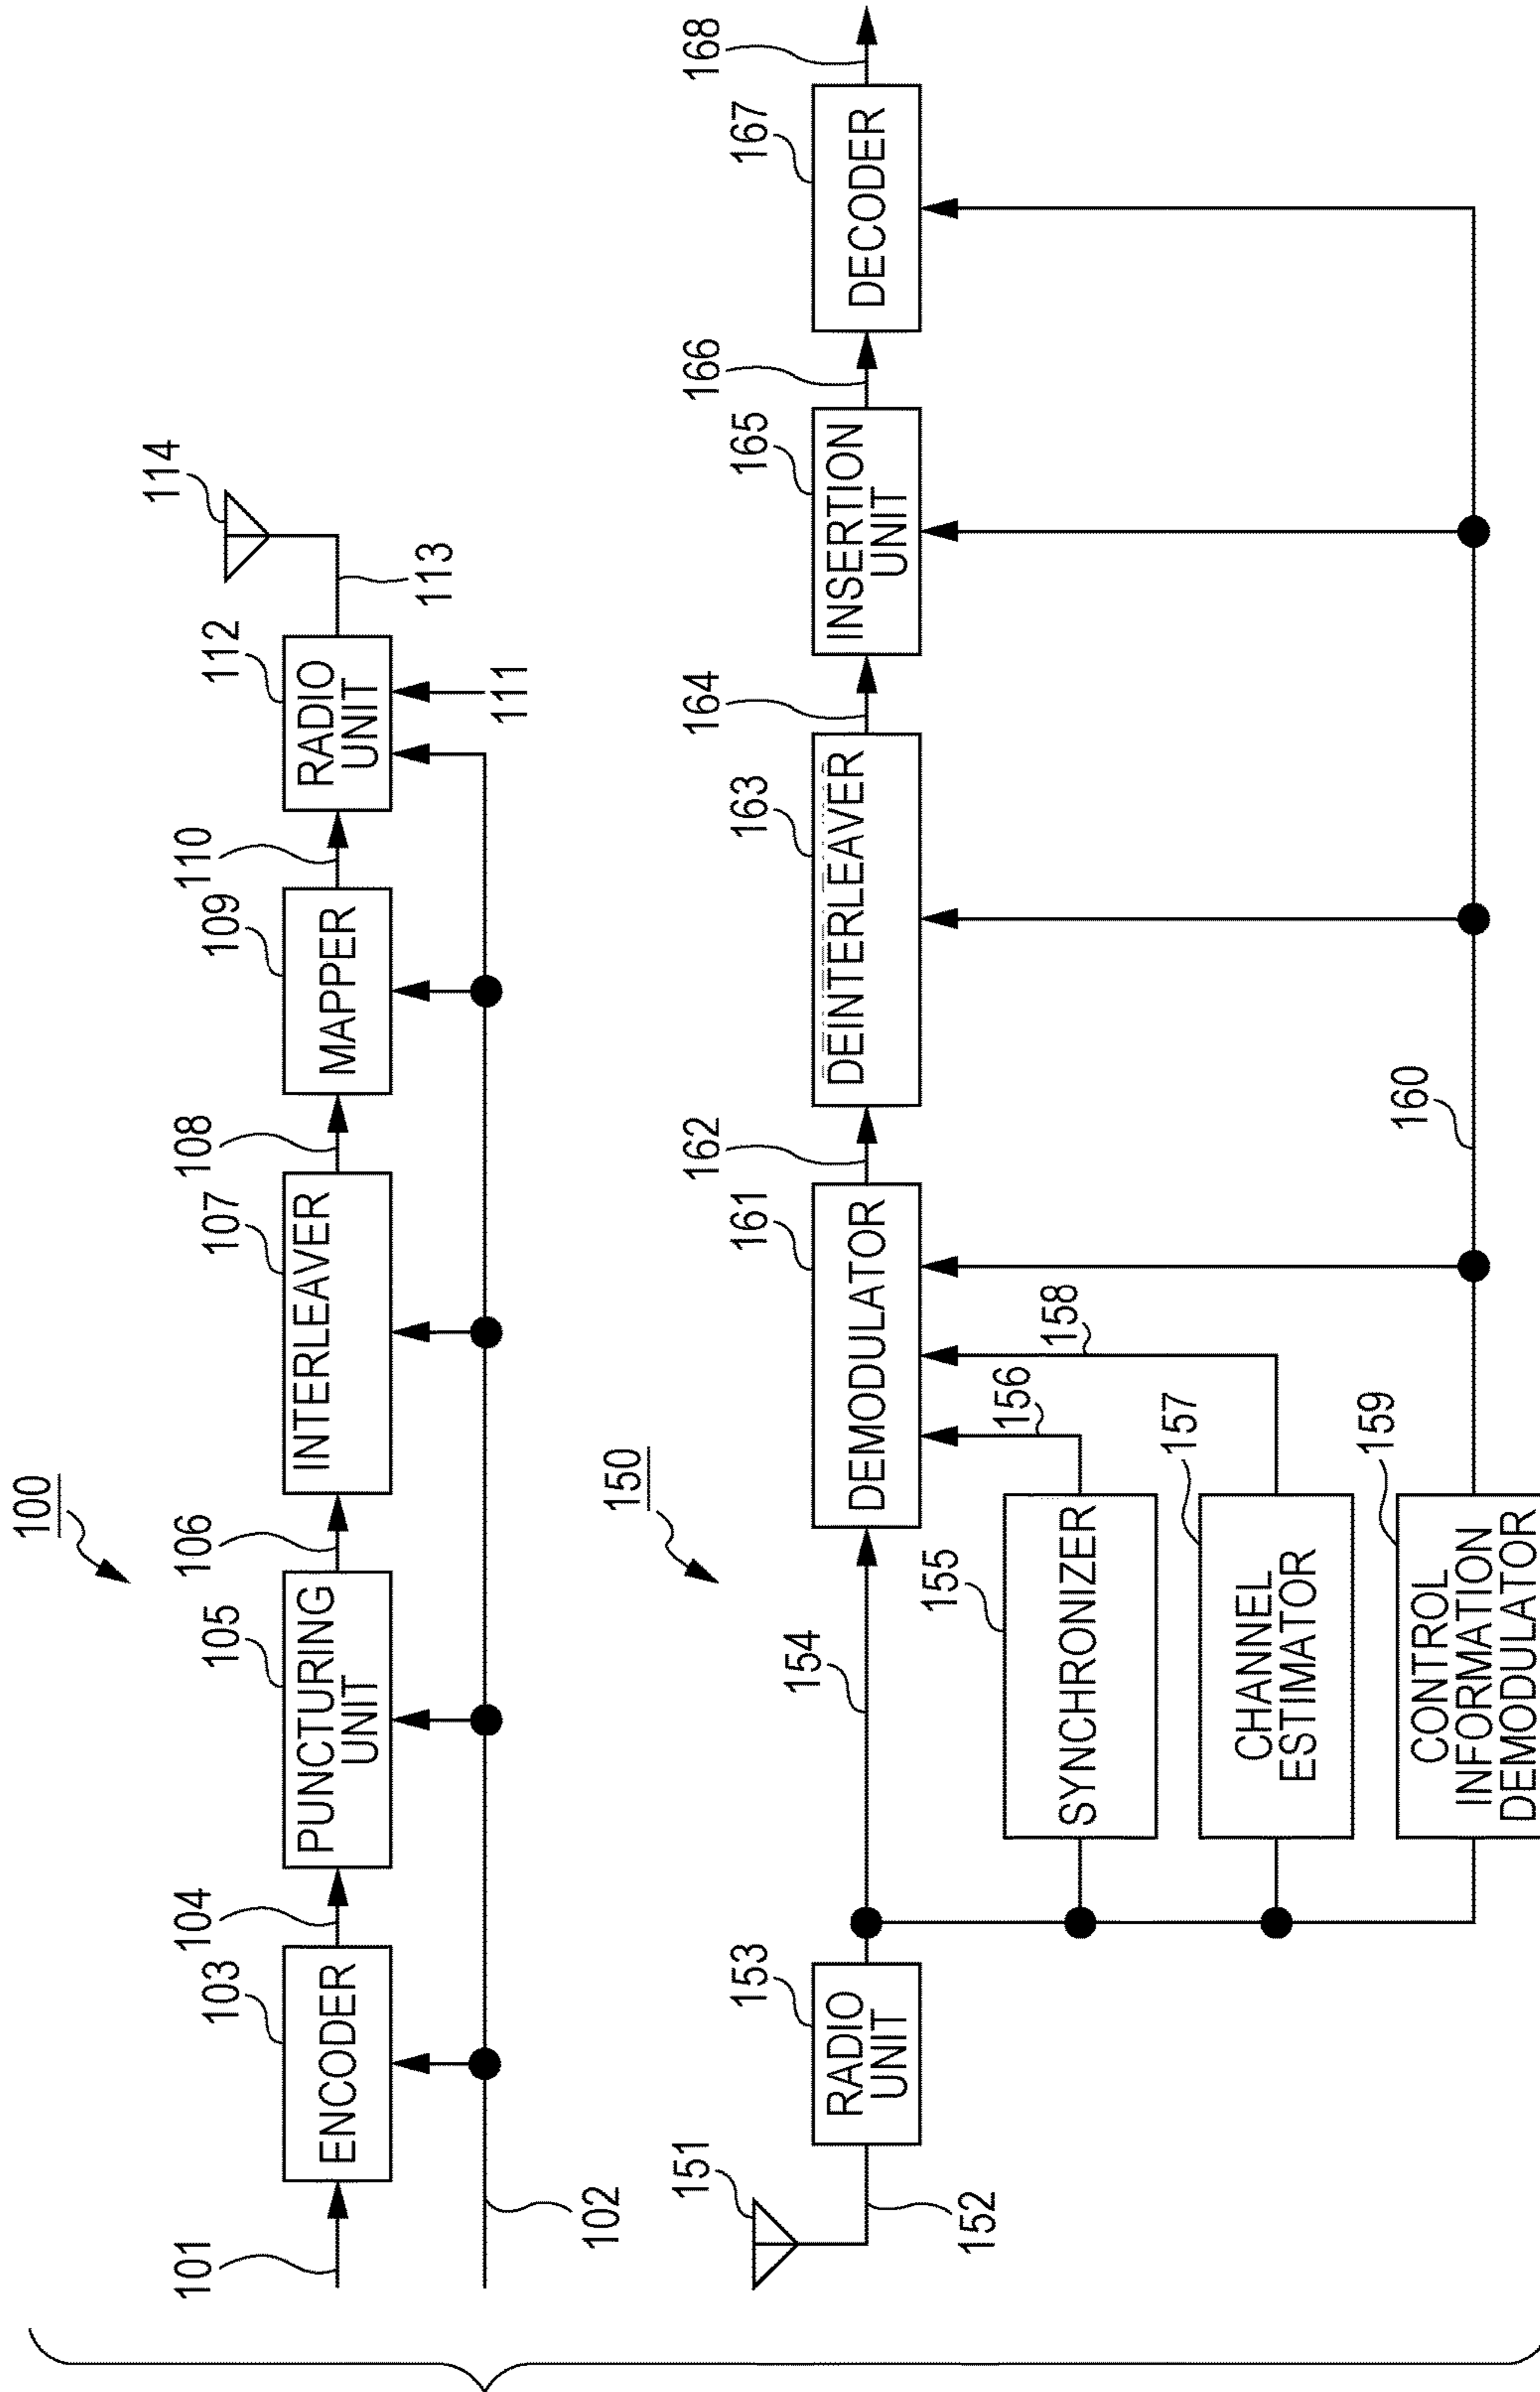 100
101
102
103
ENCODER
104
105
PUNCTURING
UNIT
106
107
INTERLEAVER
108
109
MAPPER
110
111
112
RADIO
UNIT
113
114
150
151
152
153
RADIO
UNIT
154
155
SYNCHRONIZER
156
157
CHANNEL
ESTIMATOR
158
159
CONTROL
INFORMATION
DEMODULATOR
160
161
DEMODULATOR
162
163
DEINTERLEAVER
164
165
INSERTION
UNIT
166
167
DECODER
168